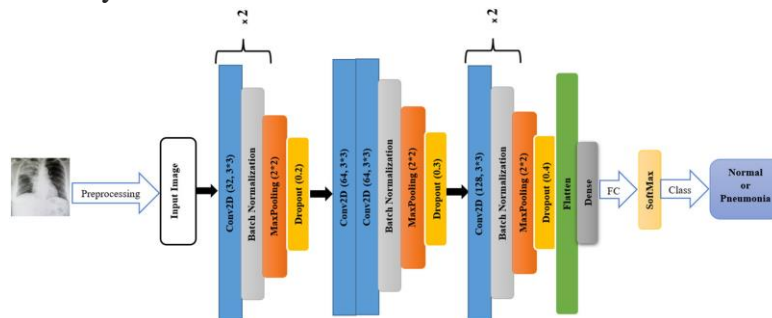 × 2
× 2
Preprocessing
Input Image
Conv2D (32, 3*3)
Batch Normalization
MaxPooling (2*2)
Dropout (0.2)
Conv2D (64, 3*3)
Conv2D (64, 3*3)
Batch Normalization
MaxPooling (2*2)
Dropout (0.3)
Conv2D (128, 3*3)
Batch Normalization
MaxPooling (2*2)
Dropout (0.4)
Flatten
Dense
FC
SoftMax
Class
Normal
or
Pneumonia